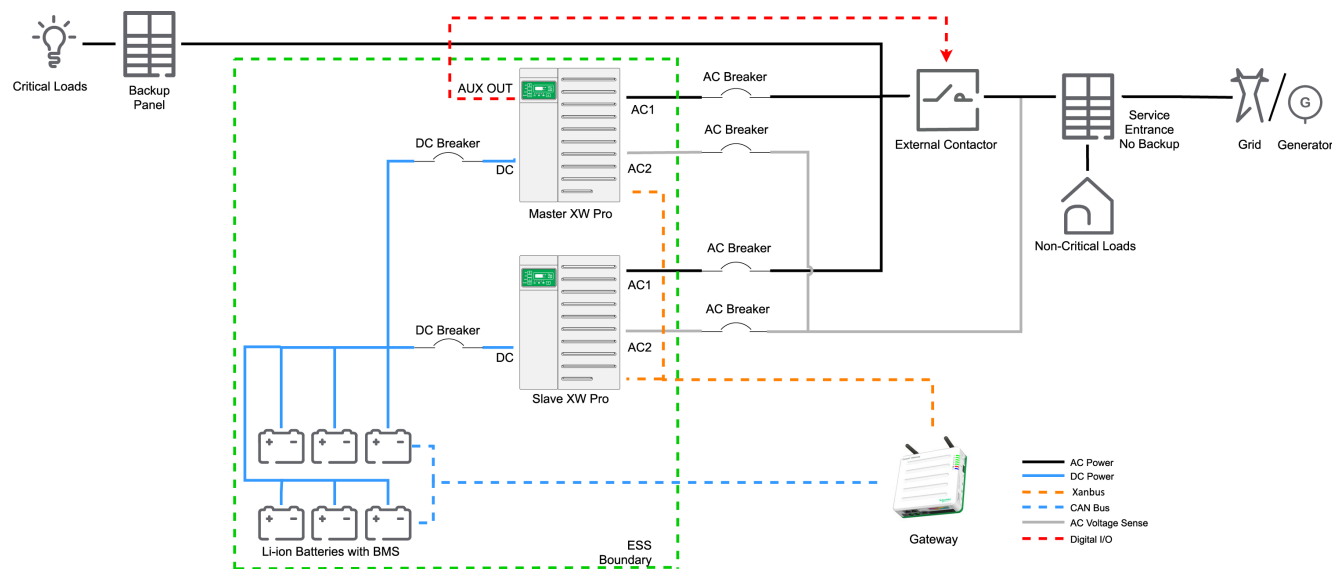 AUX OUT
AC Breaker
AC1
Critical Loads
Backup
Panel
AC Breaker
DC Breaker
External Contactor
Service
Entrance
No Backup
G
Grid
Generator
DC
AC2
Master XW Pro
AC Breaker
Non-Critical Loads
AC1
AC Breaker
DC Breaker
AC2
DC
Slave XW Pro
+ -
+ -
+ -
+ -
+ -
+ -
Li-ion Batteries with BMS
ESS
Boundary
Gateway
AC Power
DC Power
Xanbus
CAN Bus
AC Voltage Sense
Digital I/O